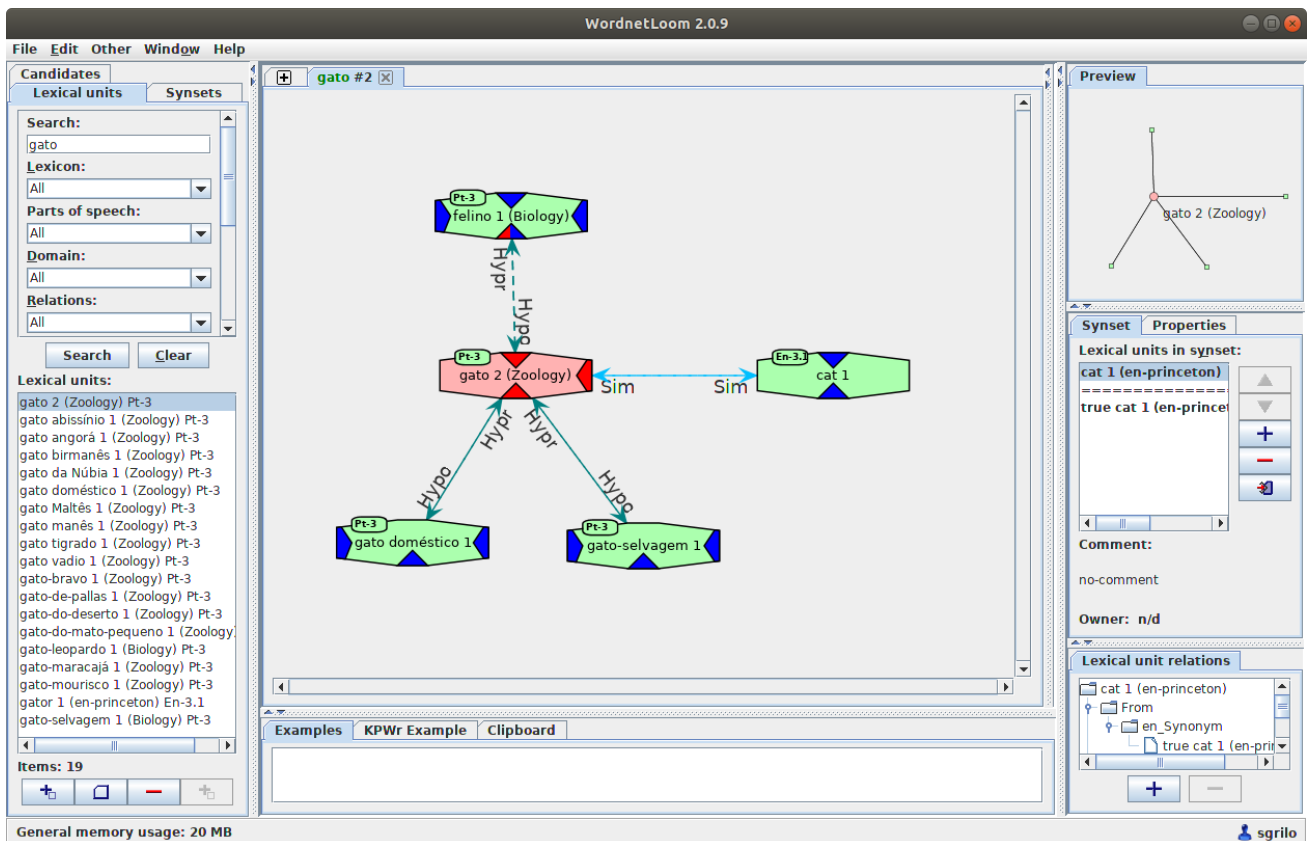 WordnetLoom 2.0.9
File Edit Other Window Help
Candidates
Lexical units Synsets
Search:
gato
Lexicon:
All
Parts of speech:
All
Domain:
All
Relations:
All
Search Clear
Lexical units:
gato 2 (Zoology) Pt-3
gato abissínio 1 (Zoology) Pt-3
gato angorá 1 (Zoology) Pt-3
gato birmanês 1 (Zoology) Pt-3
gato da Núbia 1 (Zoology) Pt-3
gato doméstico 1 (Zoology) Pt-3
gato Maltês 1 (Zoology) Pt-3
gato manês 1 (Zoology) Pt-3
gato tigrado 1 (Zoology) Pt-3
gato vadio 1 (Zoology) Pt-3
gato-bravo 1 (Zoology) Pt-3
gato-de-pallas 1 (Zoology) Pt-3
gato-do-deserto 1 (Zoology) Pt-3
gato-do-mato-pequeno 1 (Zoology)
gato-leopardo 1 (Biology) Pt-3
gato-maracajá 1 (Zoology) Pt-3
gato-mourisco 1 (Zoology) Pt-3
gator 1 (en-princeton) En-3.1
gato-selvagem 1 (Biology) Pt-3
Items: 19
gato #2
Pt-3
felino 1 (Biology)
Hypr
Hypo
Pt-3
gato 2 (Zoology)
Sim Sim
En-3.1
cat 1
Hypr Hypr
Hypo Hypo
Pt-3
gato doméstico 1
Pt-3
gato-selvagem 1
Examples KPWr Example Clipboard
Preview
gato 2 (Zoology)
Synset Properties
Lexical units in synset:
cat 1 (en-princeton)
================
true cat 1 (en-princet
Comment:
no-comment
Owner: n/d
Lexical unit relations
cat 1 (en-princeton)
From
en_Synonym
true cat 1 (en-prin
General memory usage: 20 MB
sgrilo